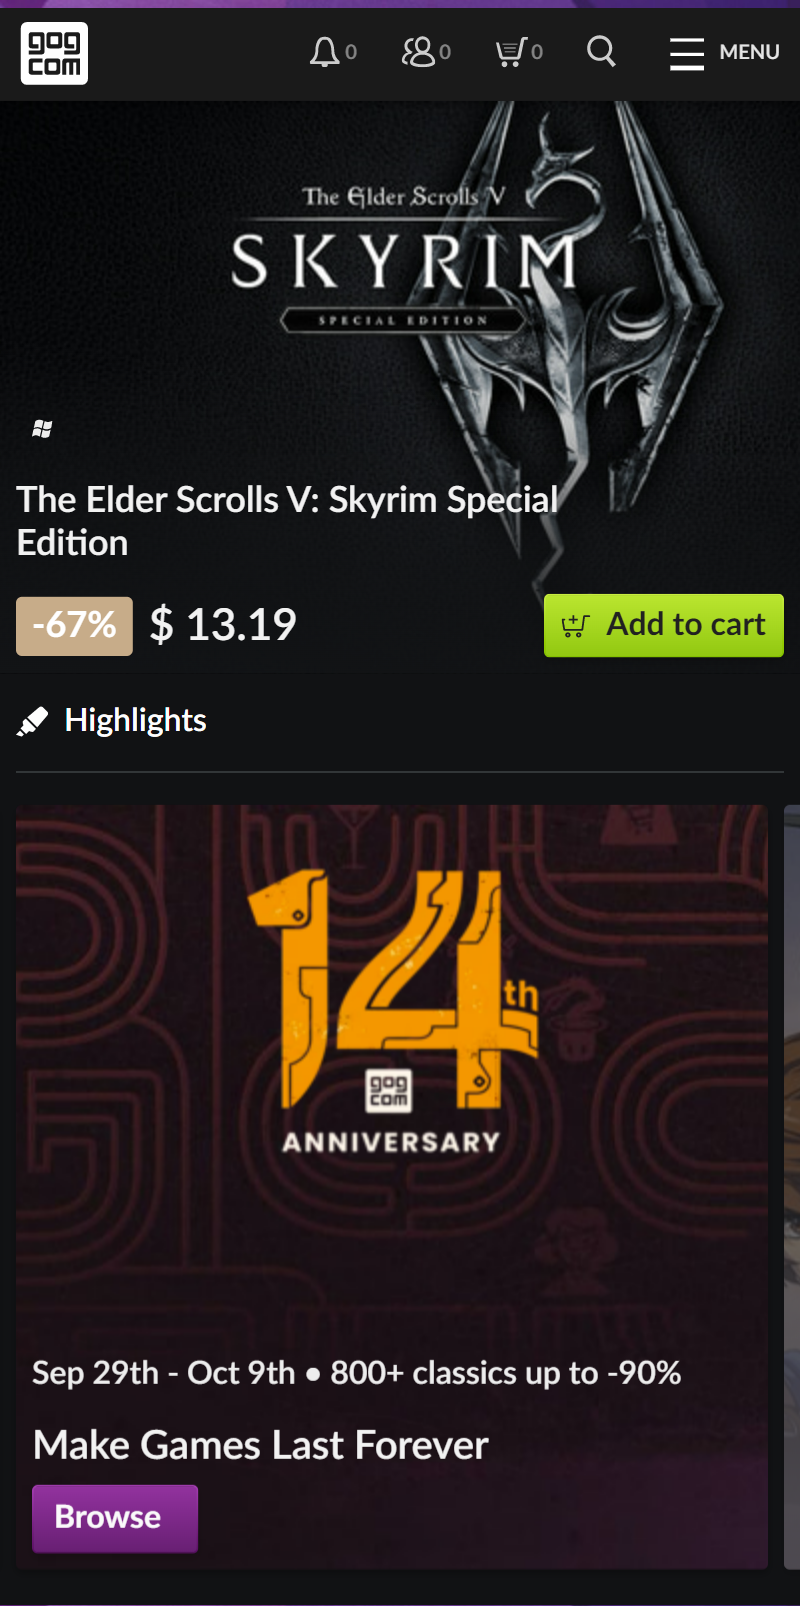 gog
com
0
0
0
MENU
The Elder Scrolls V
SKYRIM
SPECIAL EDITION
The Elder Scrolls V: Skyrim Special
Edition
-67%
$ 13.19
Add to cart
Highlights
14th
gog
com
ANNIVERSARY
Sep 29th - Oct 9th • 800+ classics up to -90%
Make Games Last Forever
Browse